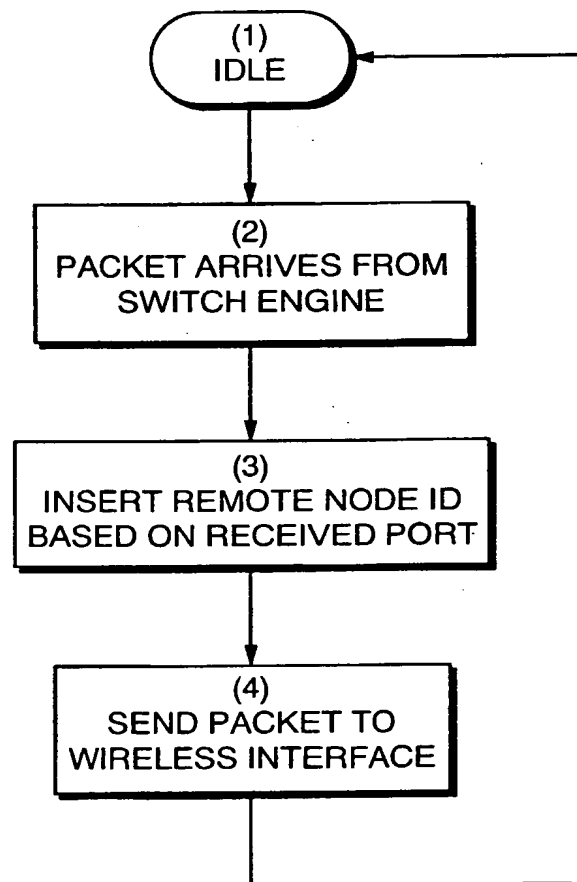 (1)
IDLE
(2)
PACKET ARRIVES FROM
SWITCH ENGINE
(3)
INSERT REMOTE NODE ID
BASED ON RECEIVED PORT
(4)
SEND PACKET TO
WIRELESS INTERFACE